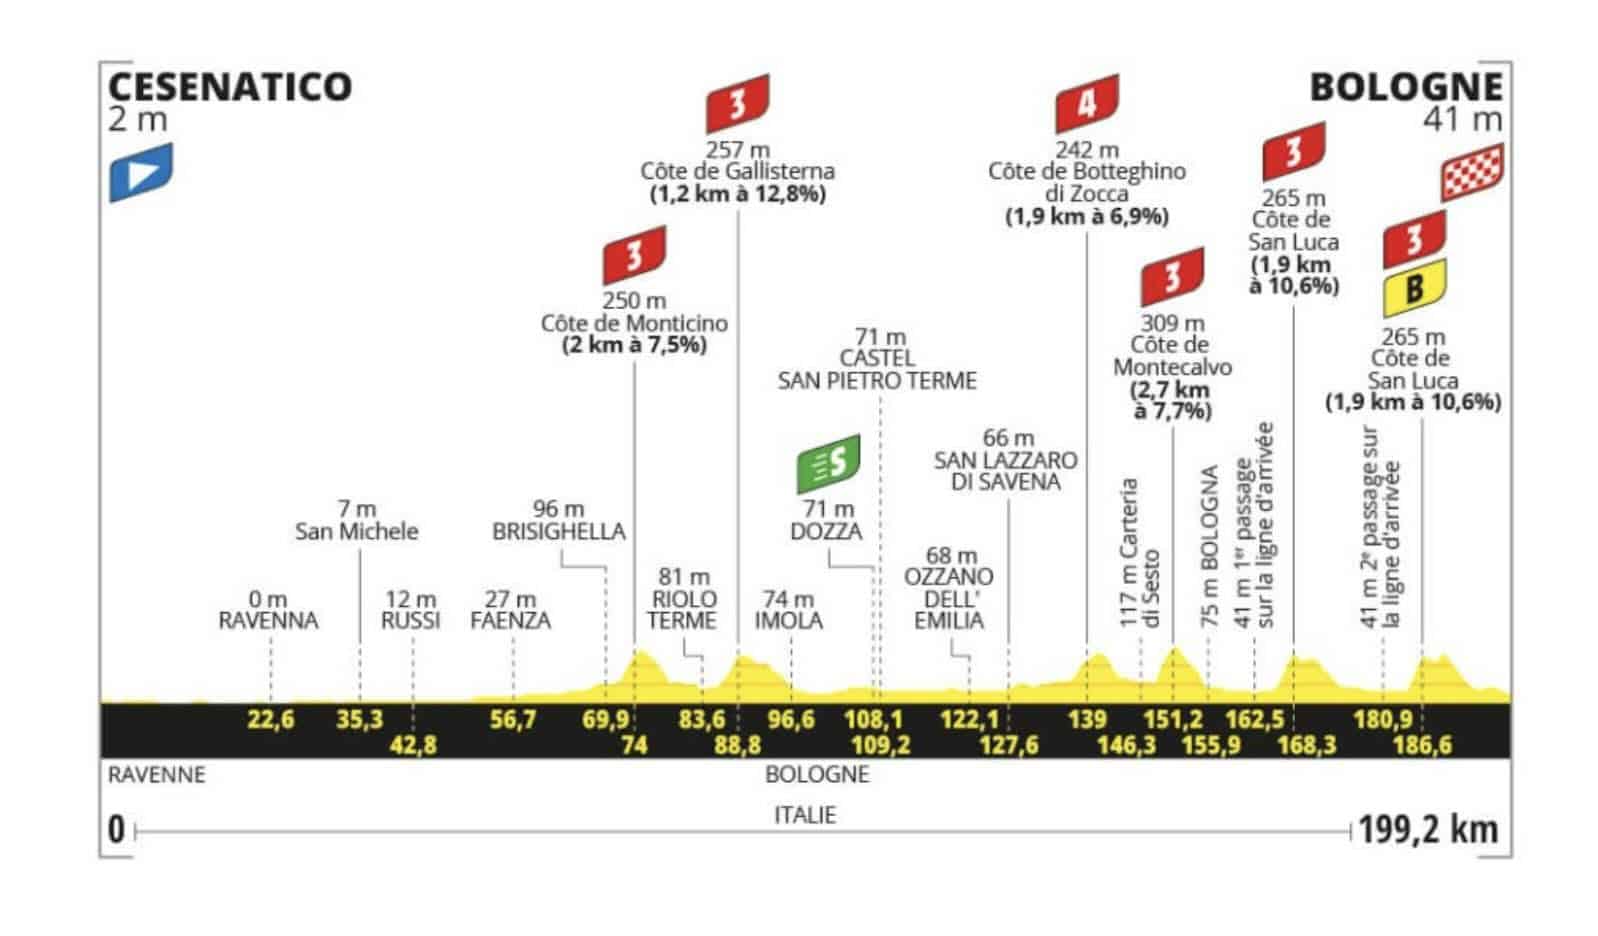 CESENATICO
2 m
BOLOGNE
41 m
3
257 m
Côte de Gallisterna
(1,2 km à 12,8%)
4
242 m
Côte de Botteghino
di Zocca
(1,9 km à 6,9%)
3
265 m
Côte de
San Luca
(1,9 km
à 10,6%)
3
B
265 m
Côte de
San Luca
(1,9 km à 10,6%)
3
250 m
Côte de Monticino
(2 km à 7,5%)
3
309 m
Côte de
Montecalvo
(2,7 km
à 7,7%)
71 m
CASTEL
SAN PIETRO TERME
S
71 m
DOZZA
66 m
SAN LAZZARO
DI SAVENA
7 m
San Michele
96 m
BRISIGHELLA
0 m
RAVENNA
12 m
RUSSI
27 m
FAENZA
81 m
RIOLO
TERME
74 m
IMOLA
68 m
OZZANO
DELL'
EMILIA
117 m Carteria
di Sesto
75 m BOLOGNA
41 m 1er passage
sur la ligne d'arrivée
41 m 2e passage sur
la ligne d'arrivée
22,6 35,3 56,7 69,9 83,6 96,6 108,1 122,1 139 151,2 162,5 180,9
42,8 74 88,8 109,2 127,6 146,3 155,9 168,3 186,6
RAVENNE
BOLOGNE
ITALIE
0
199,2 km